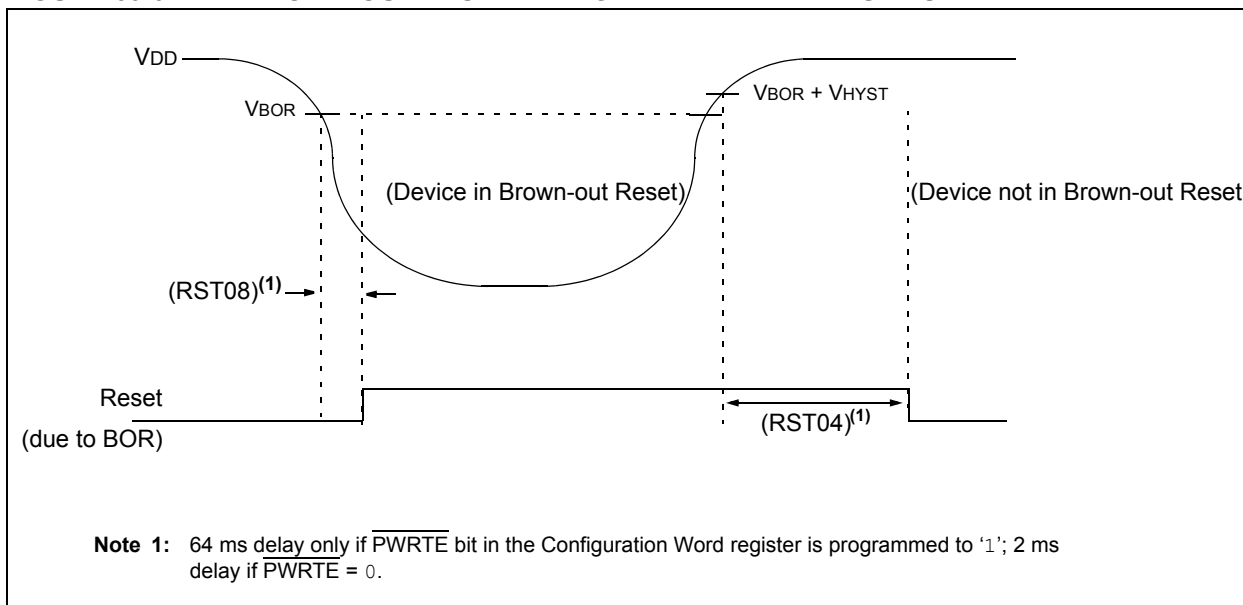 VDD
VBOR
VBOR + VHYST
(Device in Brown-out Reset)
(Device not in Brown-out Reset
(RST08)(1)
Reset
(due to BOR)
(RST04)(1)
Note 1: 64 ms delay only if PWRTE bit in the Configuration Word register is programmed to ‘1’; 2 ms
delay if PWRTE = 0.